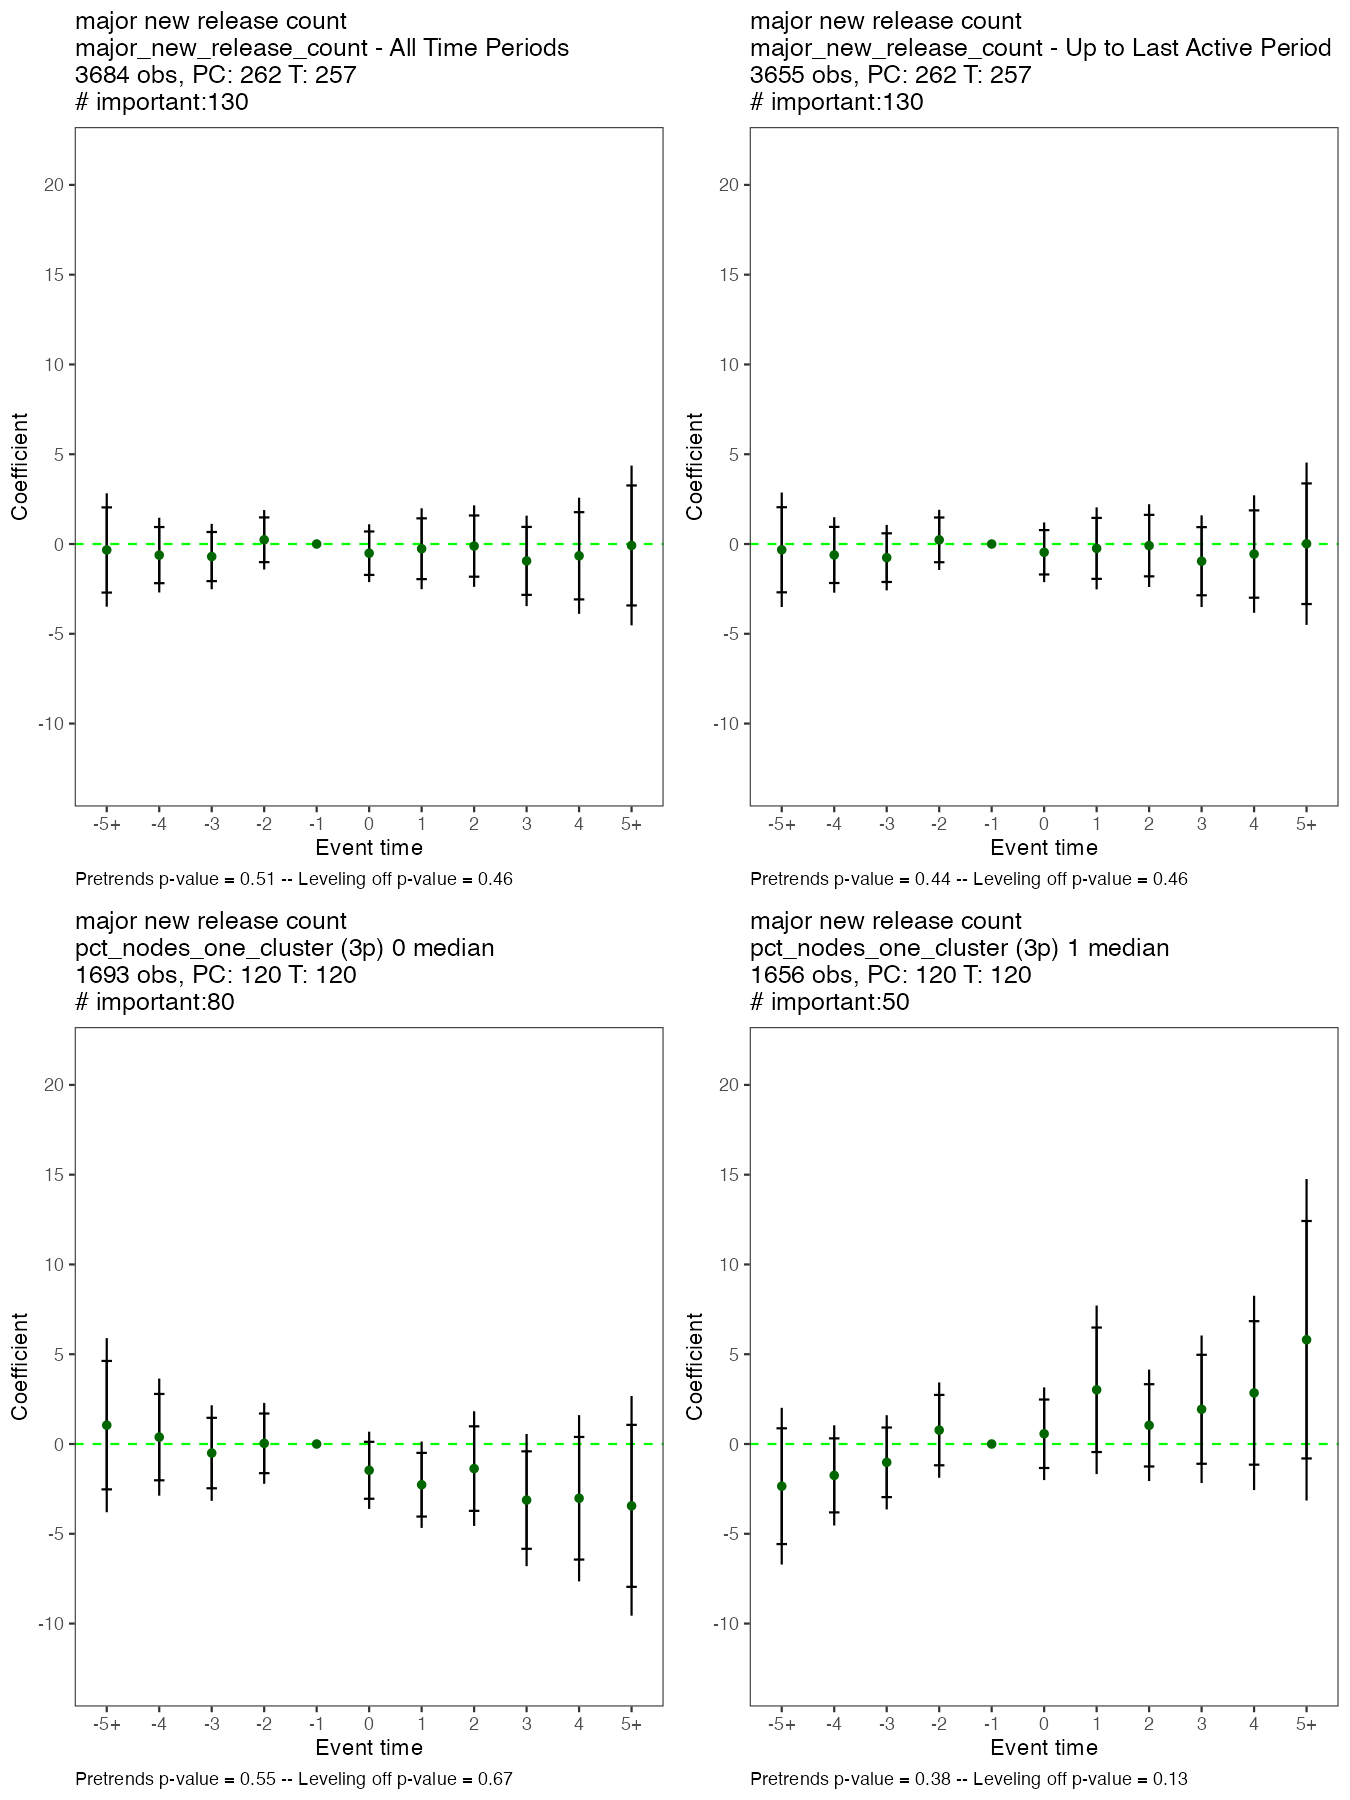 major new release count
major_new_release_count - All Time Periods
3684 obs, PC: 262 T: 257
# important:130
20
15
10
5
0
-5
-10
Coefficient
-5+ -4 -3 -2 -1 0 1 2 3 4 5+
Event time
Pretrends p-value = 0.51 -- Leveling off p-value = 0.46
major new release count
major_new_release_count - Up to Last Active Period
3655 obs, PC: 262 T: 257
# important:130
20
15
10
5
0
-5
-10
Coefficient
-5+ -4 -3 -2 -1 0 1 2 3 4 5+
Event time
Pretrends p-value = 0.44 -- Leveling off p-value = 0.46
major new release count
pct_nodes_one_cluster (3p) 0 median
1693 obs, PC: 120 T: 120
# important:80
20
15
10
5
0
-5
-10
Coefficient
-5+ -4 -3 -2 -1 0 1 2 3 4 5+
Event time
Pretrends p-value = 0.55 -- Leveling off p-value = 0.67
major new release count
pct_nodes_one_cluster (3p) 1 median
1656 obs, PC: 120 T: 120
# important:50
20
15
10
5
0
-5
-10
Coefficient
-5+ -4 -3 -2 -1 0 1 2 3 4 5+
Event time
Pretrends p-value = 0.38 -- Leveling off p-value = 0.13